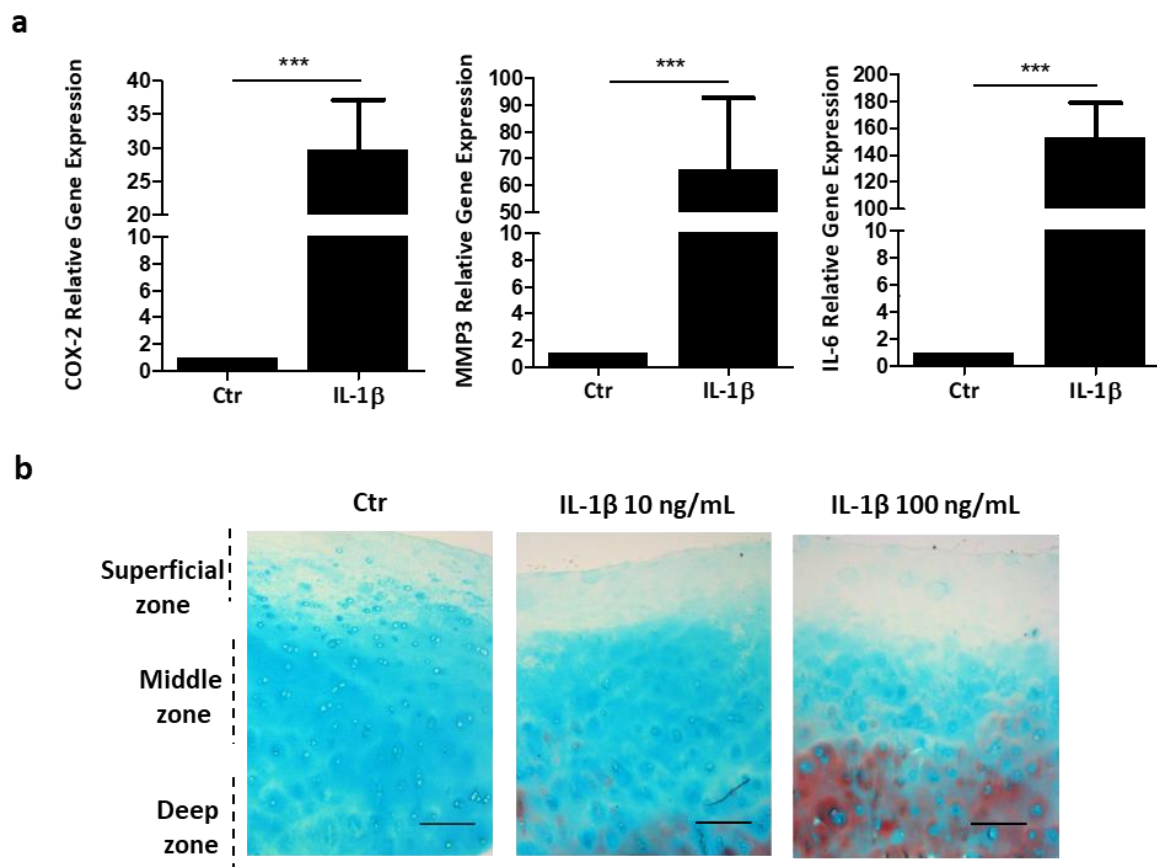 a
COX-2 Relative Gene Expression
***
40
35
30
25
20
10
8
6
4
2
0
Ctr
IL-1β
MMP3 Relative Gene Expression
***
100
90
80
70
60
50
10
8
6
4
2
0
Ctr
IL-1β
IL-6 Relative Gene Expression
***
200
180
160
140
120
100
10
8
6
4
2
0
Ctr
IL-1β
b
Ctr
IL-1β 10 ng/mL
IL-1β 100 ng/mL
Superficial
zone
Middle
zone
Deep
zone